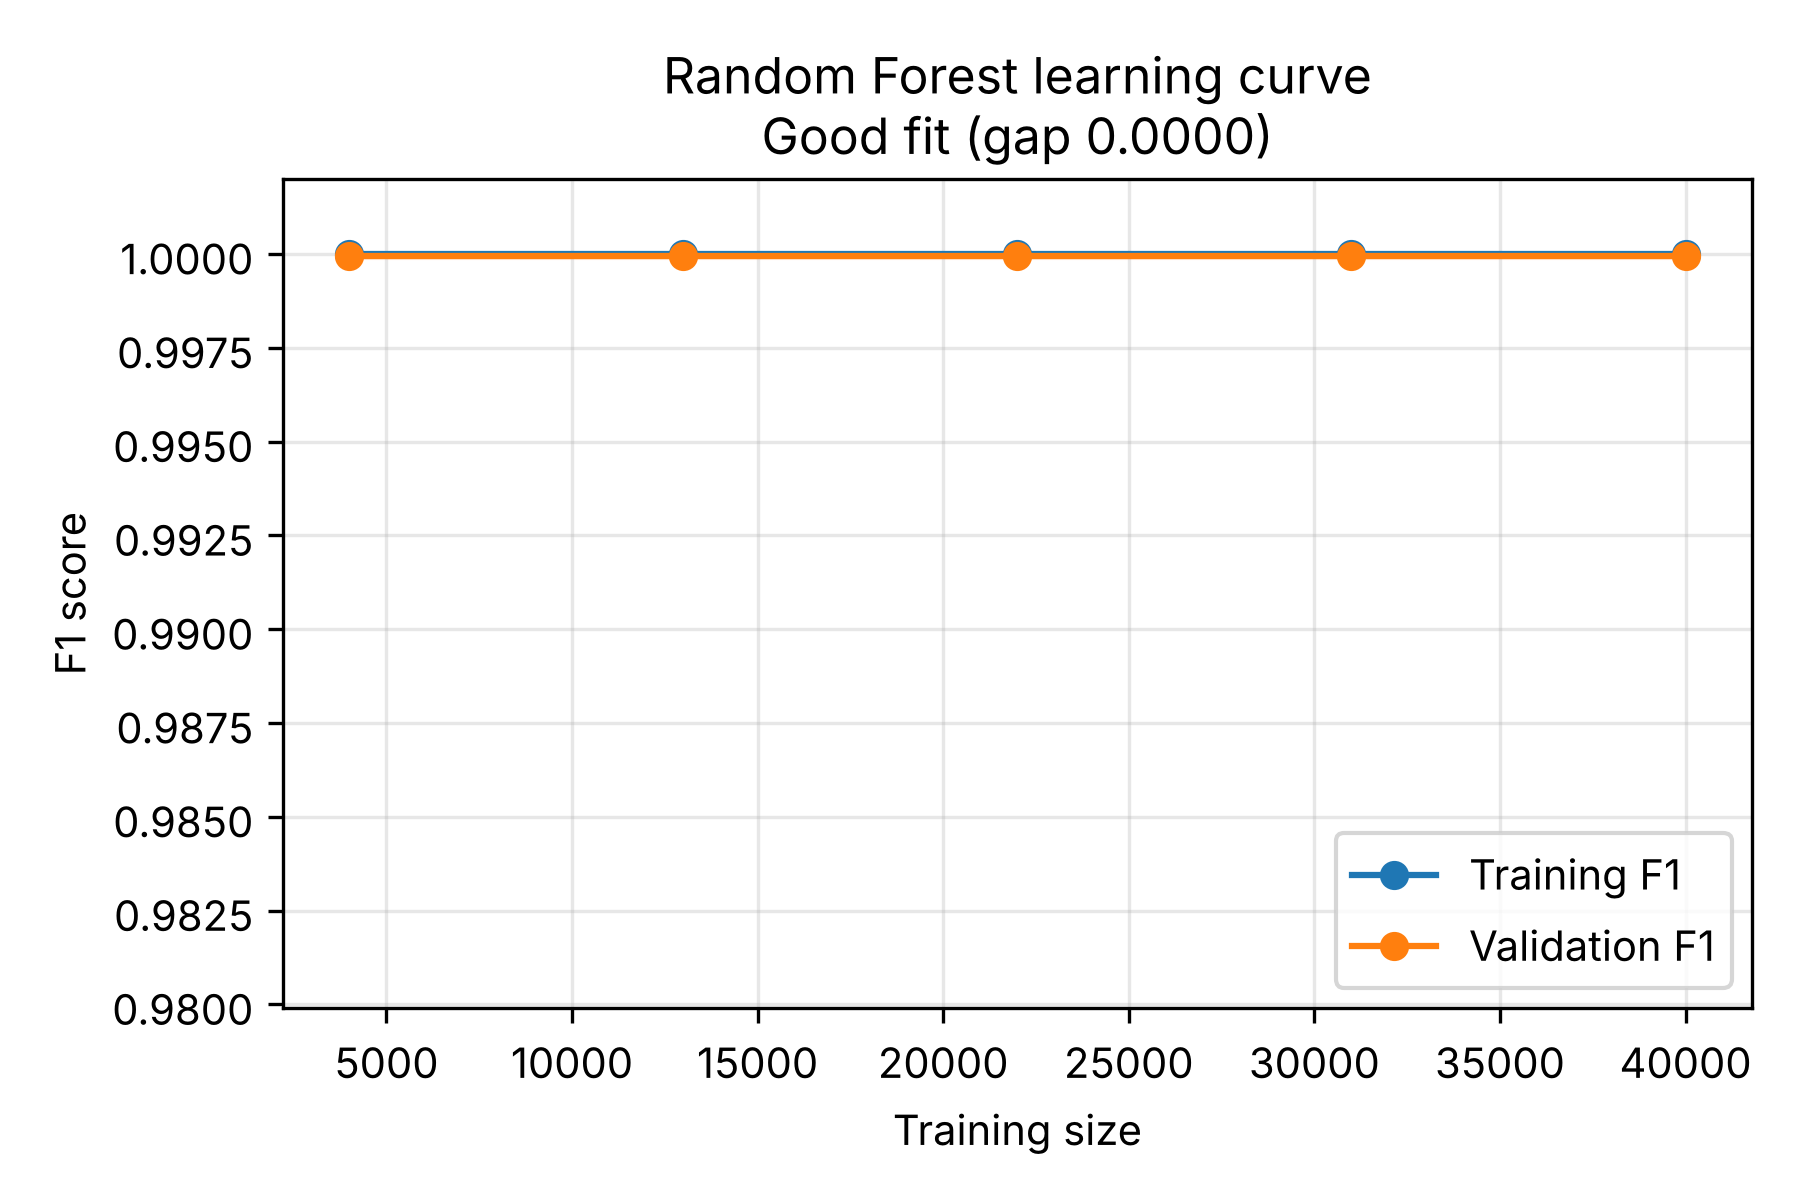 Random Forest learning curve
Good fit (gap 0.0000)
F1 score
1.0000
0.9975
0.9950
0.9925
0.9900
0.9875
0.9850
0.9825
0.9800
Training F1
Validation F1
5000 10000 15000 20000 25000 30000 35000 40000
Training size